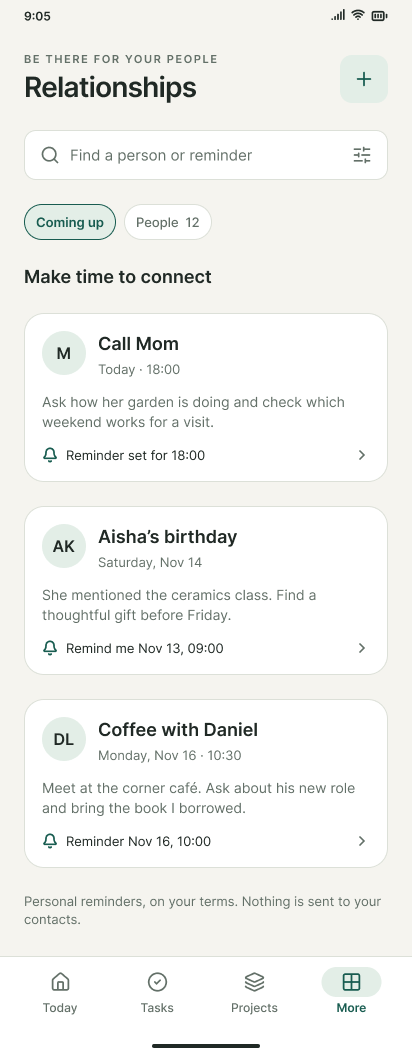 9:05
BE THERE FOR YOUR PEOPLE
Relationships
Find a person or reminder
Coming up
People 12
Make time to connect
M
Call Mom
Today · 18:00
Ask how her garden is doing and check which
weekend works for a visit.
Reminder set for 18:00
AK
Aisha’s birthday
Saturday, Nov 14
She mentioned the ceramics class. Find a
thoughtful gift before Friday.
Remind me Nov 13, 09:00
DL
Coffee with Daniel
Monday, Nov 16 · 10:30
Meet at the corner café. Ask about his new role
and bring the book I borrowed.
Reminder Nov 16, 10:00
Personal reminders, on your terms. Nothing is sent to your
contacts.
Today
Tasks
Projects
More